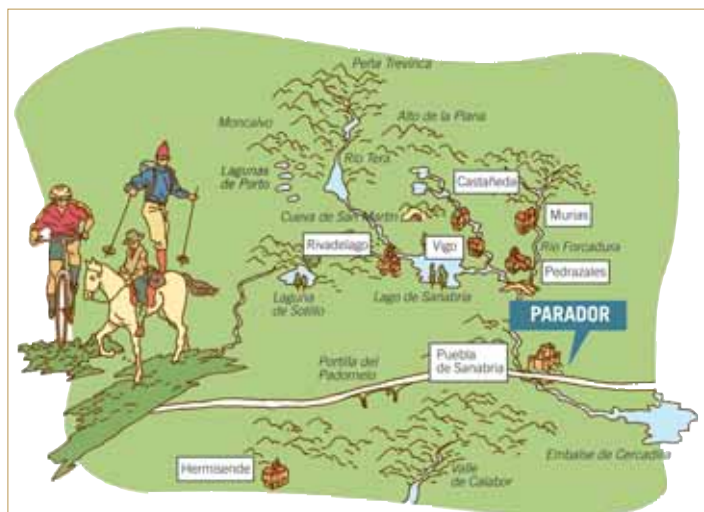 Peña Trevinca
Moncalvo
Alto de la Plana
Río Tera
Lagunas
de Porto
Castañeda
Cueva de San Martín
Murias
Rivadelago
Vigo
Río Forcadura
Pedrazales
Laguna
de Sotillo
Lago de Sanabria
PARADOR
Portilla del
Padornelo
Puebla
de Sanabria
Embalse de Cercadilla
Hermisende
Valle
de Calabor